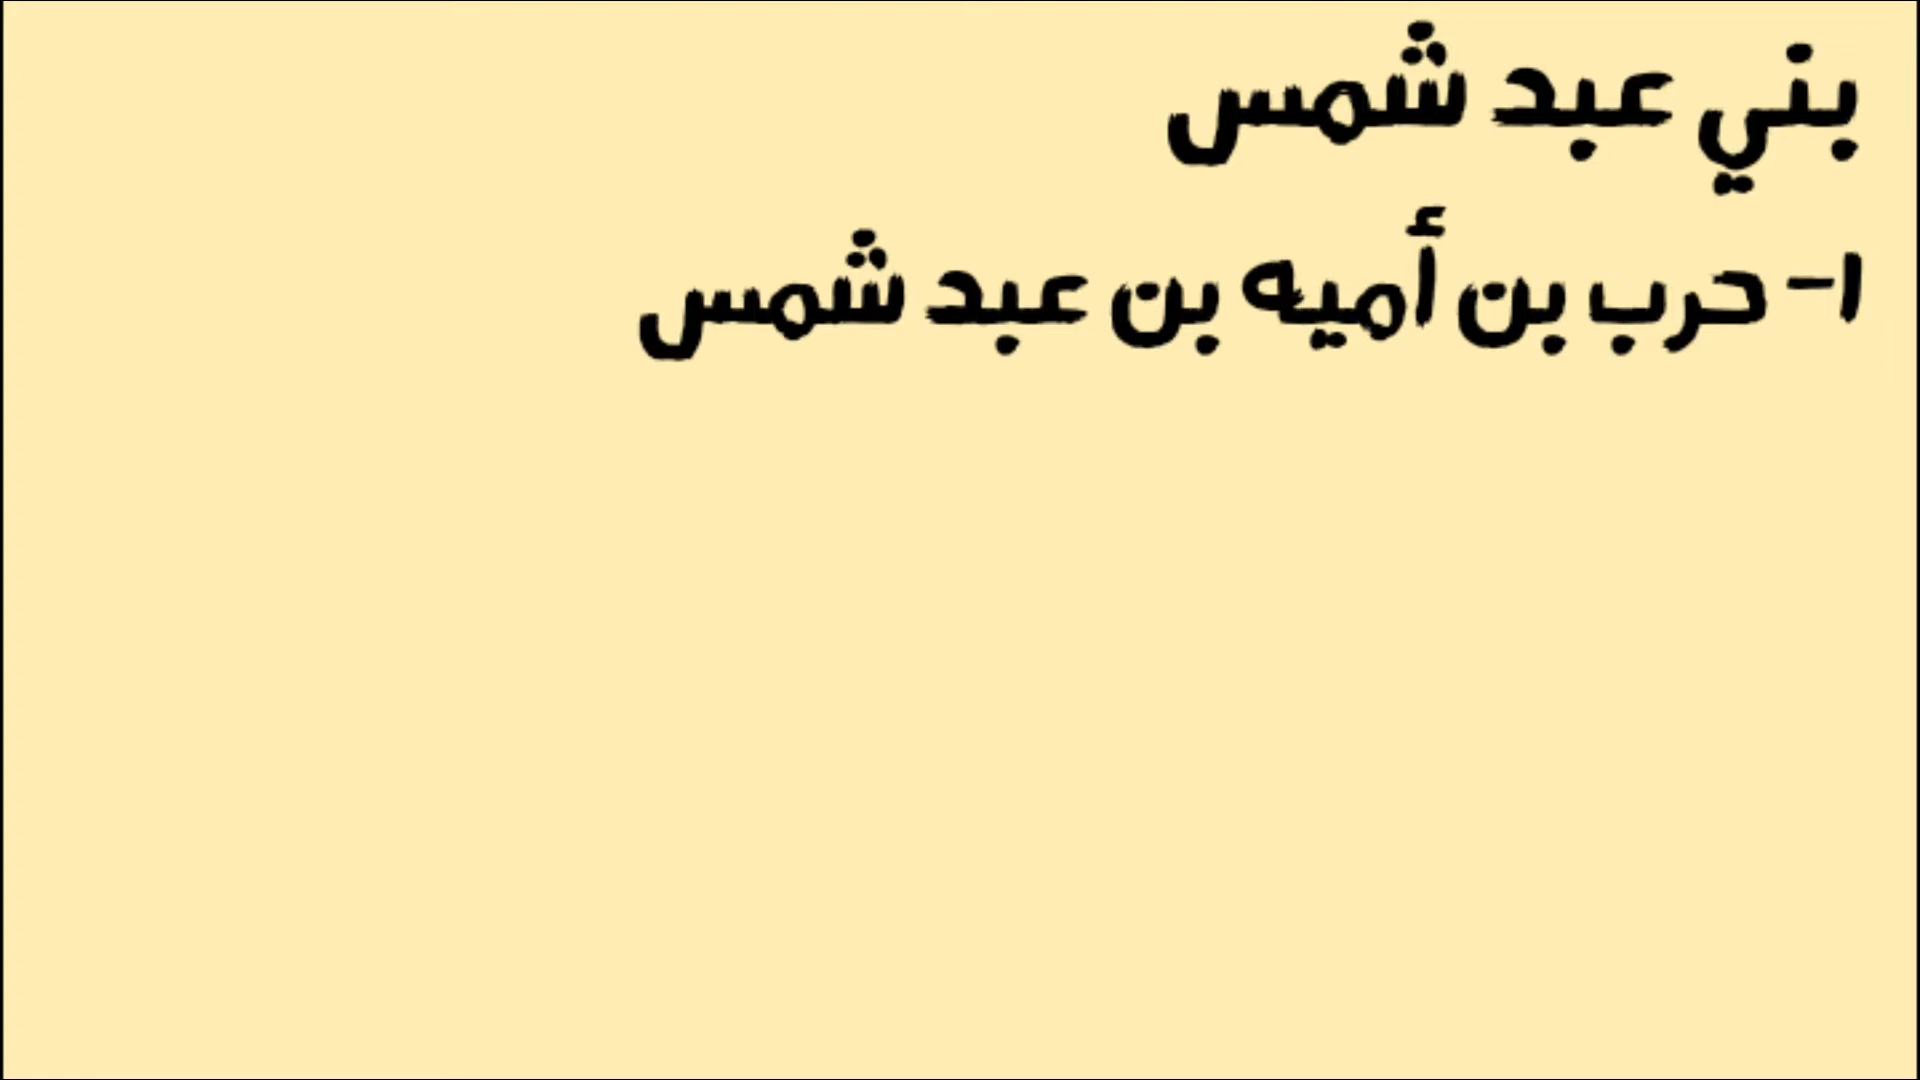 بني عبد شمس
١- حرب بن أميه بن عبد شمس